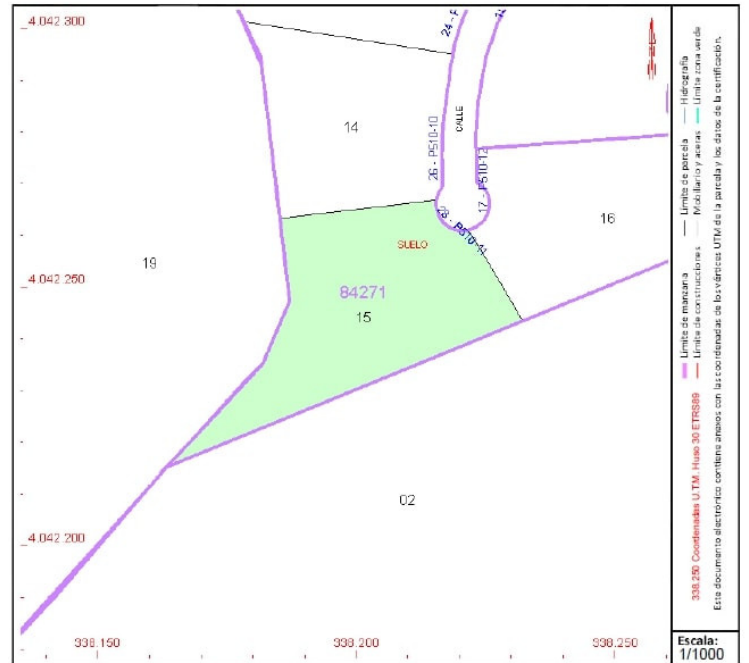 4.042.300
24 - P
14
26 - P510-10
CALLE
17 - P510-12
28 - P510-11
16
SUELO
19
4.042.250
84271
15
02
4.042.200
338.150
338.200
338.250
Límite de manzana
Límite de parcela
Hidrografía
Límite de construcciones
Mobiliario y aceras
Límite zona verde
338.250 Coordenadas U.T.M. Huso 30 ETRS89
Este documento electrónico contiene anexos con las coordenadas de los vértices UTM de la parcela y los datos de la certificación.
Escala:
1/1000